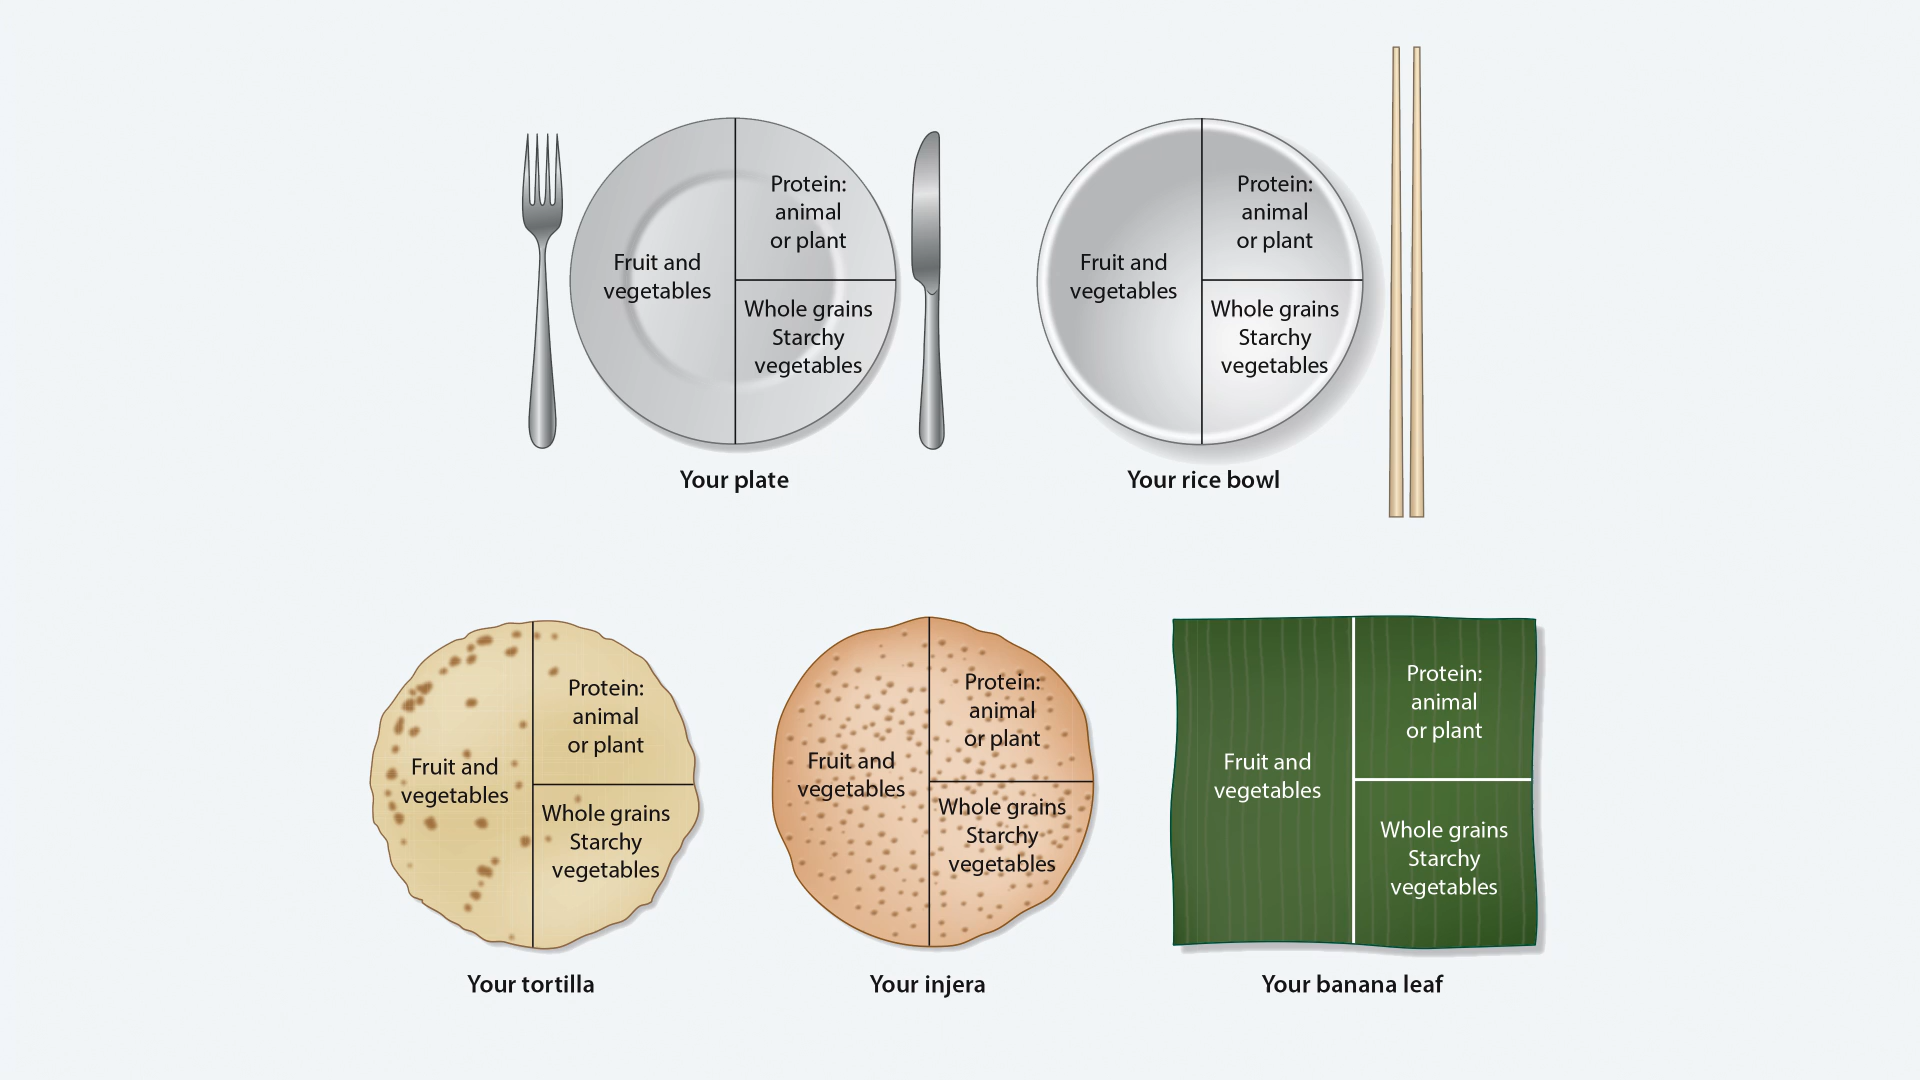 Fruit and
vegetables
Protein:
animal
or plant
Whole grains
Starchy
vegetables
Your plate
Fruit and
vegetables
Protein:
animal
or plant
Whole grains
Starchy
vegetables
Your rice bowl
Fruit and
vegetables
Protein:
animal
or plant
Whole grains
Starchy
vegetables
Your tortilla
Fruit and
vegetables
Protein:
animal
or plant
Whole grains
Starchy
vegetables
Your injera
Fruit and
vegetables
Protein:
animal
or plant
Whole grains
Starchy
vegetables
Your banana leaf